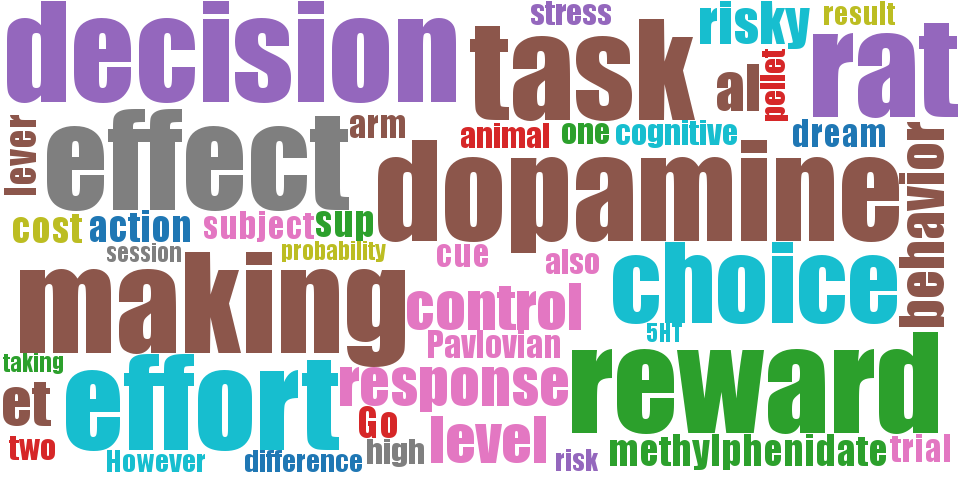 decision
stress
risky
result
task
al
pellet
rat
lever
effect
arm
animal
one
cognitive
dream
dopamine
behavior
cost
action
subject
sup
session
probability
cue
also
choice
making
control
Pavlovian
5HT
taking
effort
response
reward
et
two
However
difference
Go
high
level
risk
methylphenidate
trial